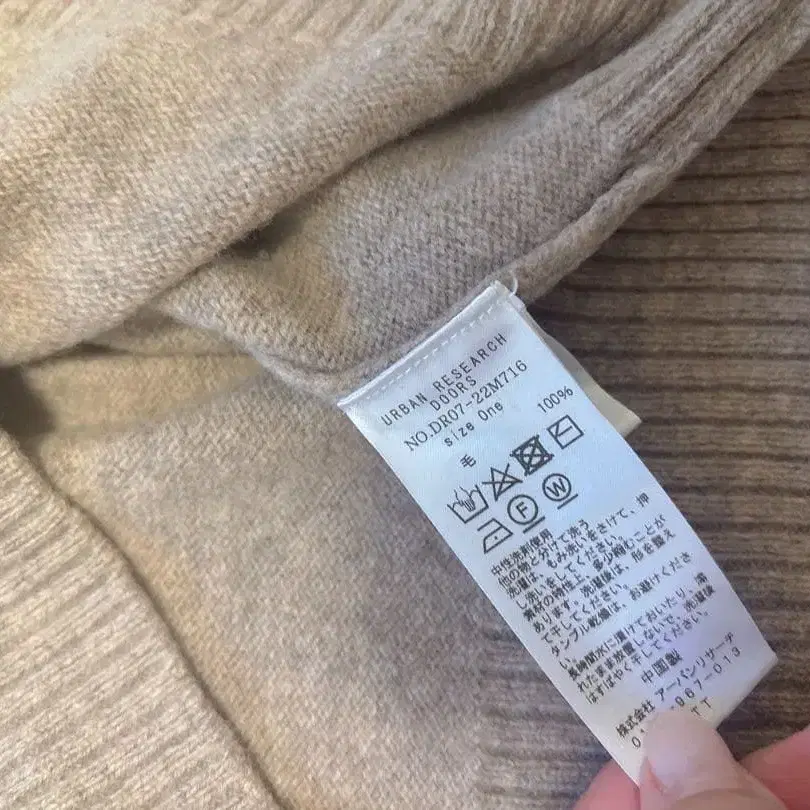 URBAN RESEARCH
DOORS
NO.DR07-22M716
size One
毛 100%
F W
中性洗剤使用
他の物と分けて洗う
洗濯は、もみ洗いをさけて、押
し洗いをしてください。
素材の特性上、多少縮むことが
あります。洗濯後は、形を整え
て干してください。
タンブル乾燥は、お避けくださ
い。
長時間水に漬けておいたり、濡
れたまま放置しないで、洗濯後
はすばやく干してください。
中国製
株式会社 アーバンリサーチ
967-013
TT